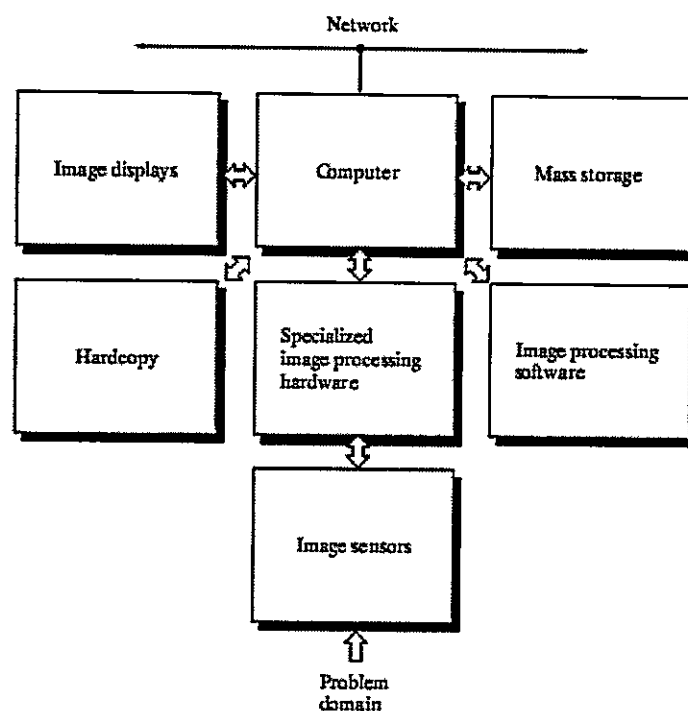 Network
Image displays
Computer
Mass storage
Hardcopy
Specialized
image processing
hardware
Image processing
software
Image sensors
Problem
domain